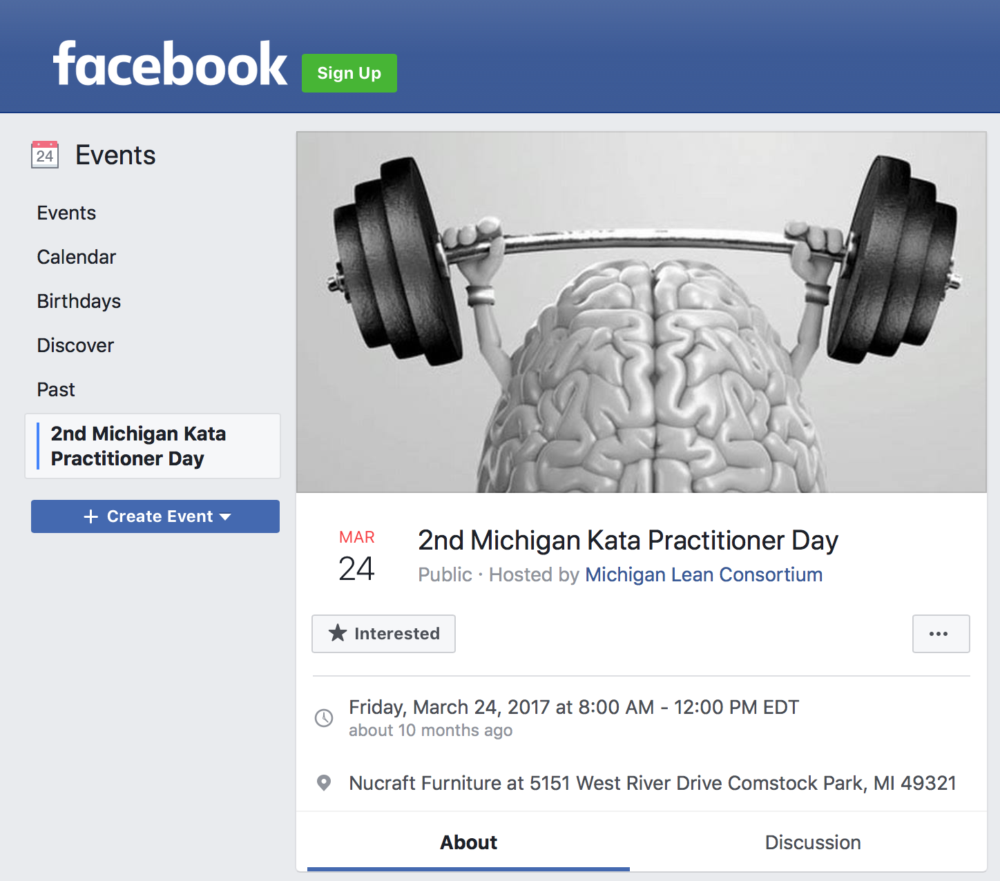 facebook
Sign Up
24
Events
Events
Calendar
Birthdays
Discover
Past
2nd Michigan Kata
Practitioner Day
+ Create Event
MAR
24
2nd Michigan Kata Practitioner Day
Public · Hosted by Michigan Lean Consortium
Interested
...
Friday, March 24, 2017 at 8:00 AM - 12:00 PM EDT
about 10 months ago
Nucraft Furniture at 5151 West River Drive Comstock Park, MI 49321
About
Discussion